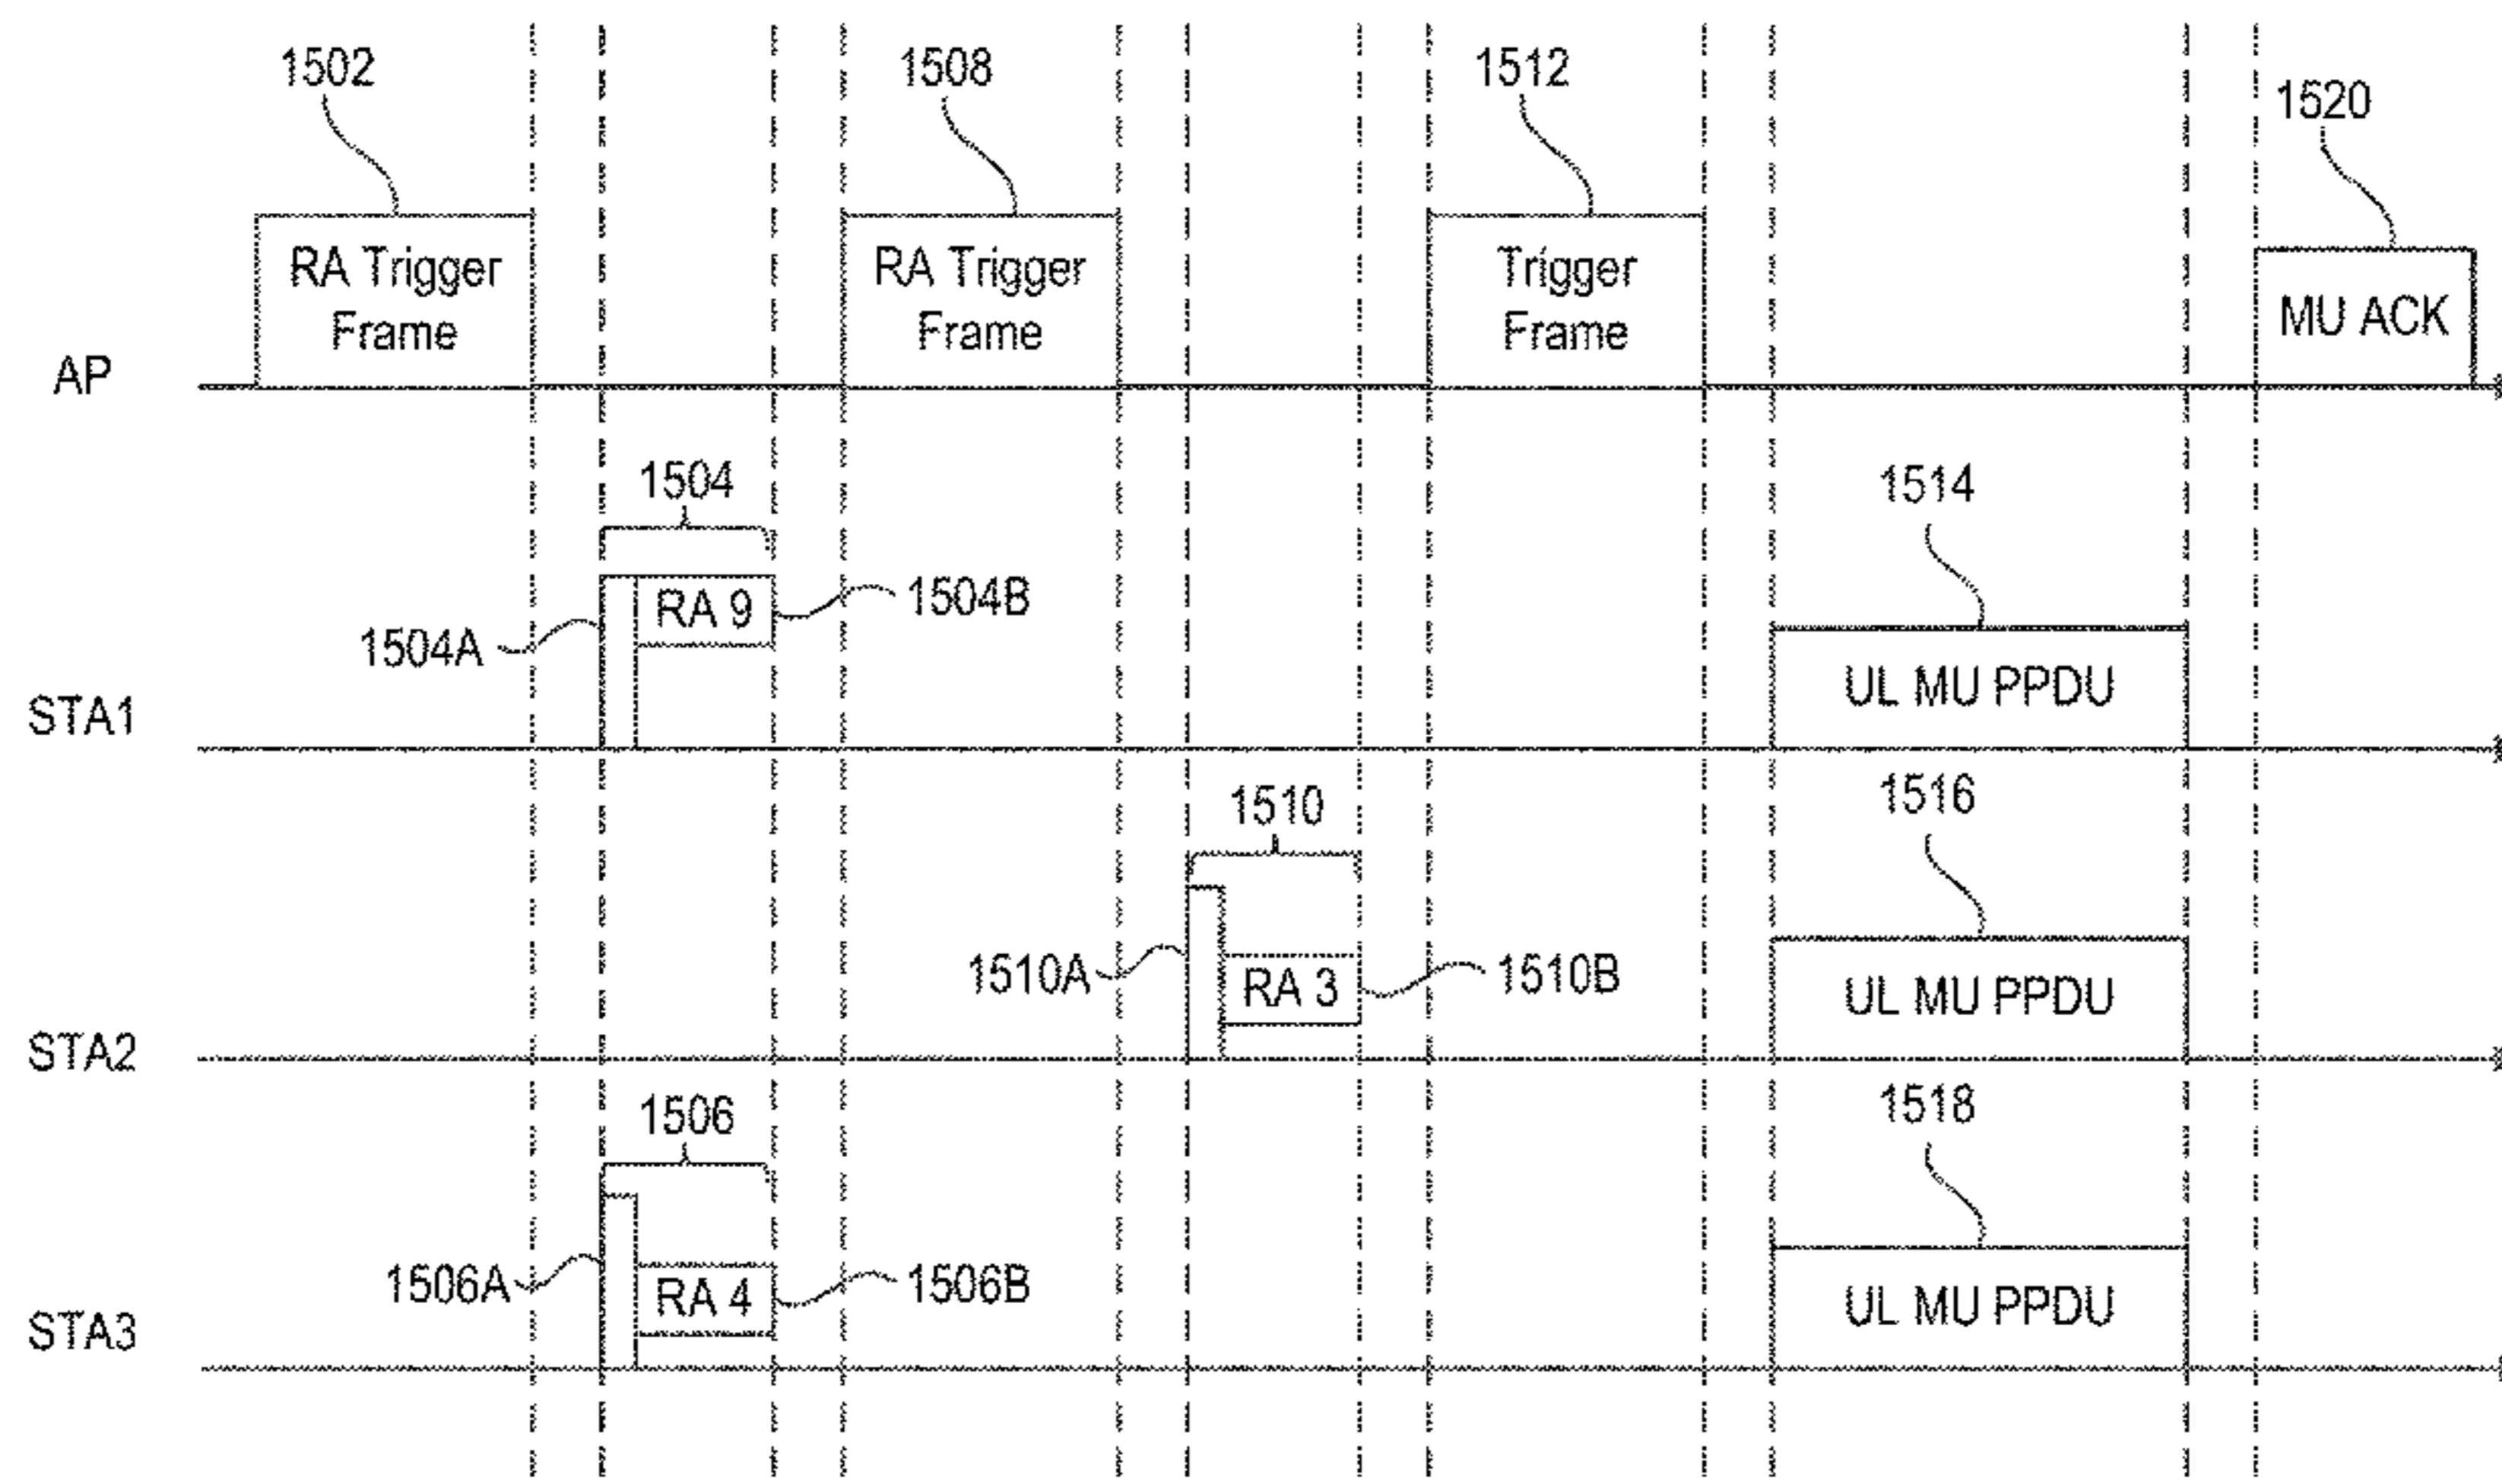 1502
1508
1512
1520
RA Trigger
Frame
RA Trigger
Frame
Trigger
Frame
MU ACK
AP
1504
1514
RA 9
1504B
1504A
UL MU PPDU
STA1
1510
1516
1510A
RA 3
1510B
UL MU PPDU
STA2
1506
1518
1506A
RA 4
1506B
UL MU PPDU
STA3